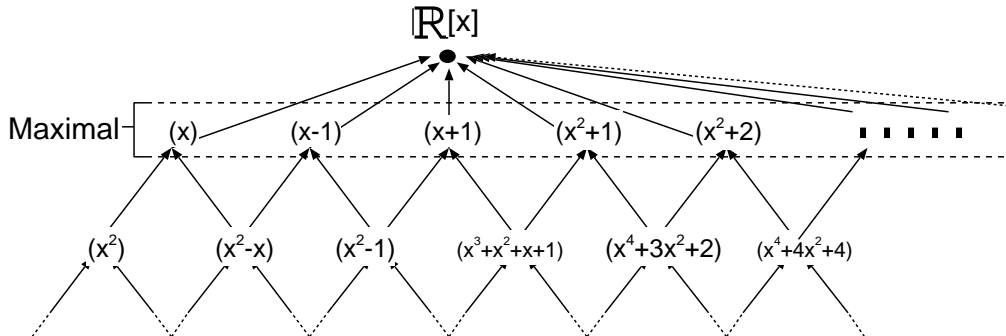 ℝ[x]
Maximal (x) (x-1) (x+1) (x²+1) (x²+2)
(x²) (x²-x) (x²-1) (x³+x²+x+1) (x⁴+3x²+2) (x⁴+4x²+4)